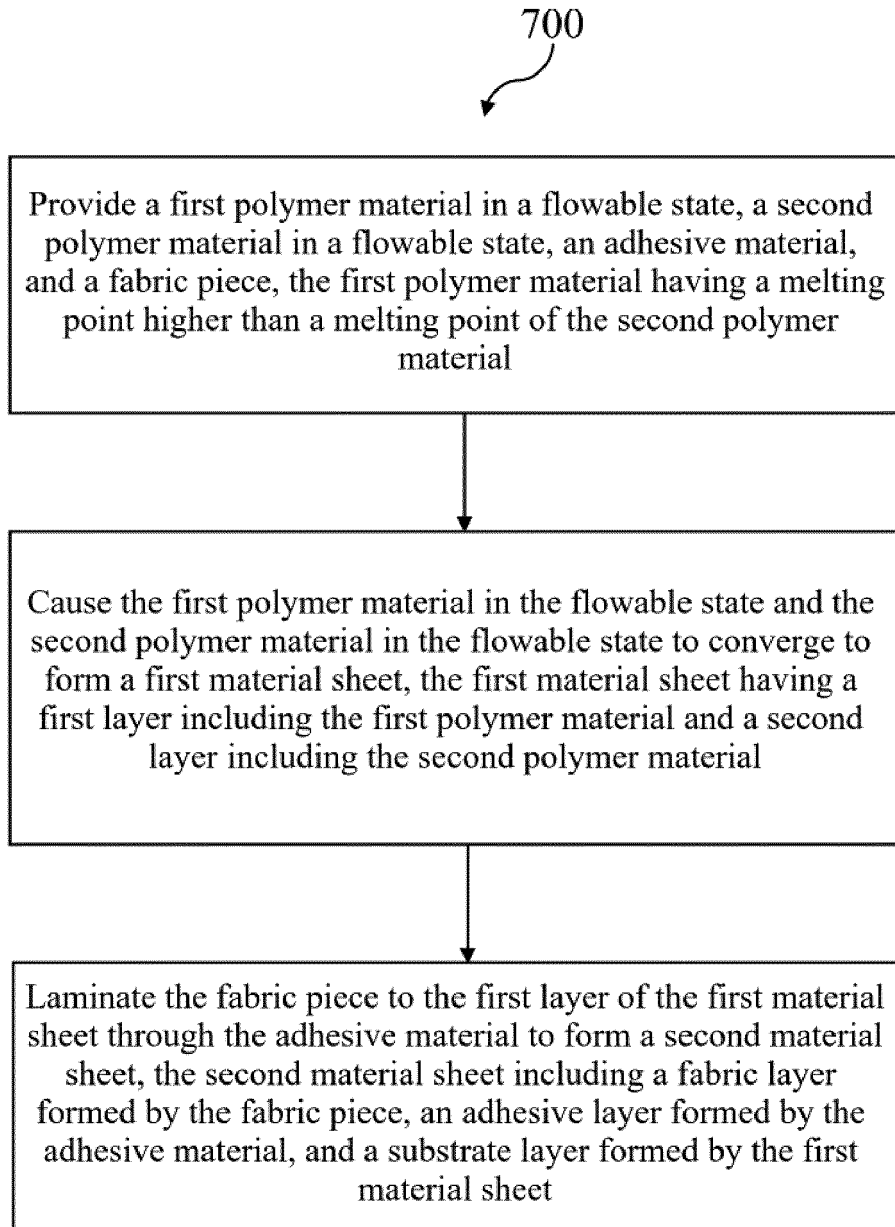 700
Provide a first polymer material in a flowable state, a second
polymer material in a flowable state, an adhesive material,
and a fabric piece, the first polymer material having a melting
point higher than a melting point of the second polymer
material
Cause the first polymer material in the flowable state and the
second polymer material in the flowable state to converge to
form a first material sheet, the first material sheet having a
first layer including the first polymer material and a second
layer including the second polymer material
Laminate the fabric piece to the first layer of the first material
sheet through the adhesive material to form a second material
sheet, the second material sheet including a fabric layer
formed by the fabric piece, an adhesive layer formed by the
adhesive material, and a substrate layer formed by the first
material sheet